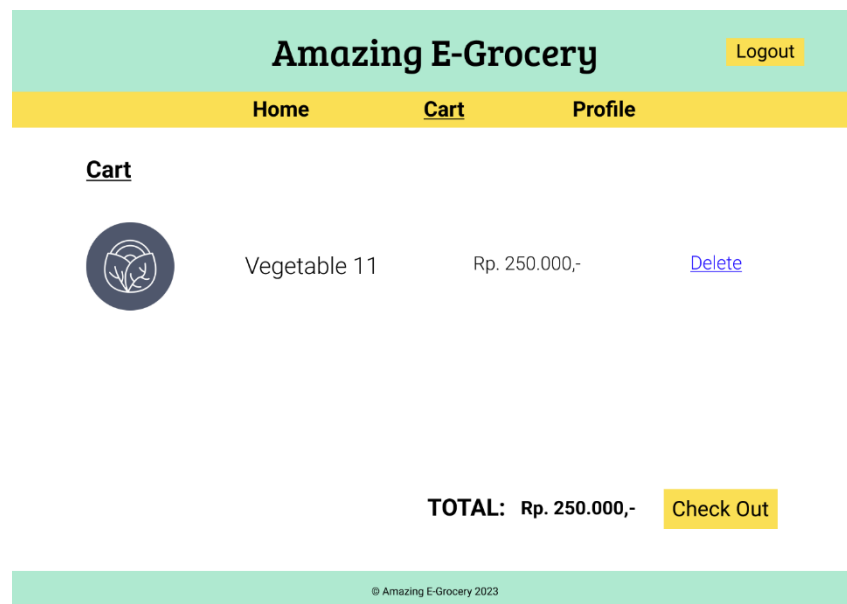 Amazing E-Grocery
Logout
Home Cart Profile
Cart
Vegetable 11 Rp. 250.000,- Delete
TOTAL: Rp. 250.000,- Check Out
© Amazing E-Grocery 2023